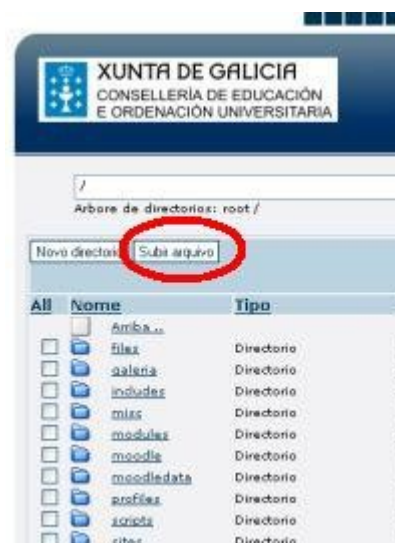 XUNTA DE GALICIA
CONSELLERÍA DE EDUCACIÓN
E ORDENACIÓN UNIVERSITARIA
/
Arbore de directorios: root /
Novo directorio Subir arquivo
All Nome Tipo
Arriba ..
files Directorio
galeria Directorio
includes Directorio
misc Directorio
modules Directorio
moodle Directorio
moodledata Directorio
profiles Directorio
scripts Directorio
sites Directorio